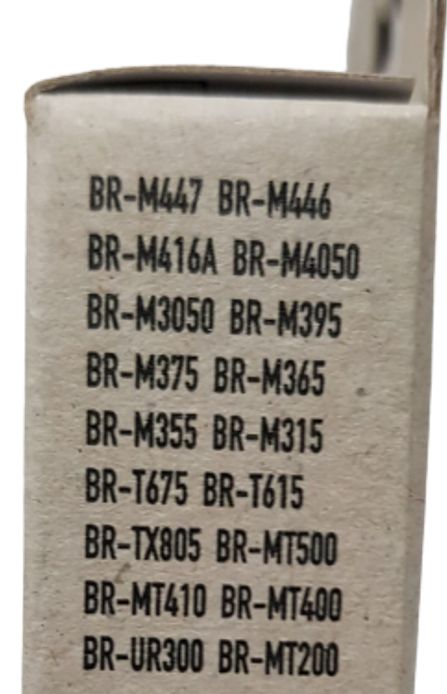 BR-M447 BR-M446
BR-M416A BR-M4050
BR-M3050 BR-M395
BR-M375 BR-M365
BR-M355 BR-M315
BR-T675 BR-T615
BR-TX805 BR-MT500
BR-MT410 BR-MT400
BR-UR300 BR-MT200